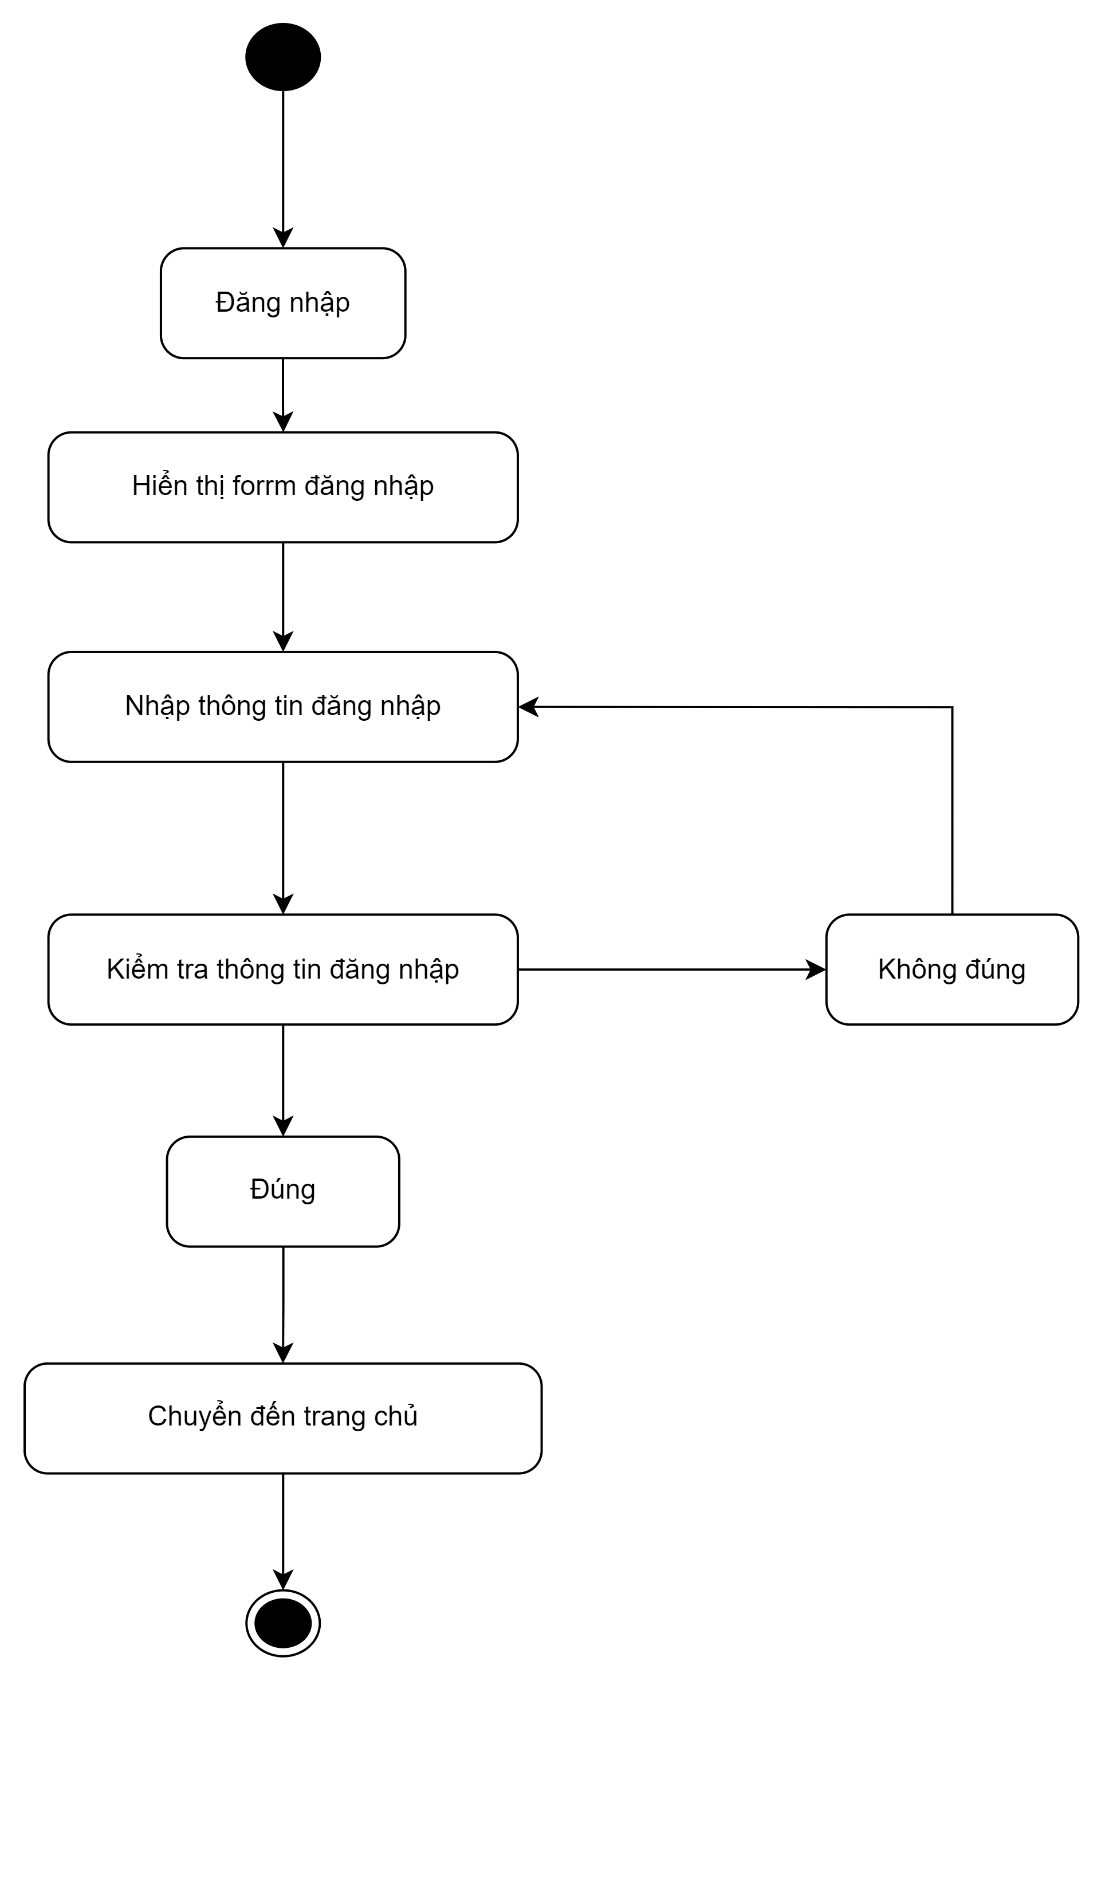 Đăng nhập
Hiển thị forrm đăng nhập
Nhập thông tin đăng nhập
Kiểm tra thông tin đăng nhập
Không đúng
Đúng
Chuyển đến trang chủ